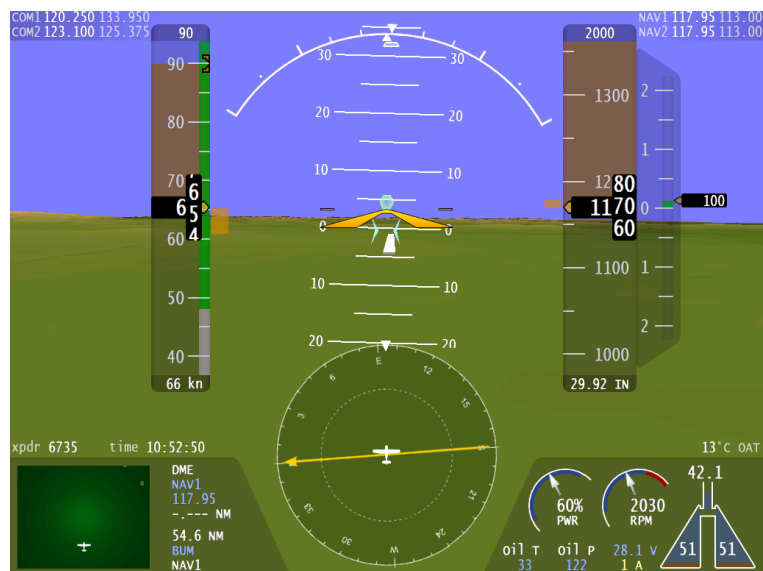 COM1 120.250 133.950
COM2 123.100 125.375
NAV1 117.95 113.00
NAV2 117.95 113.00
90
2000
30 30
20 20
10 10
0 0
10 10
20 20
90
80
70
60
50
40
6
6 5
4
66 kn
1300
1100
1000
80
1170
60
29.92 IN
2
1
0
1
2
100
xpdr 6735 time 10:52:50
13°C OAT
E
12
15
S
21
24
W
30
33
3
6
DME
NAV1
117.95
-.--- NM
54.6 NM
BUM
NAV1
60%
PWR
2030
RPM
42.1
51 51
Oil T Oil P 28.1 V
33 122 1 A